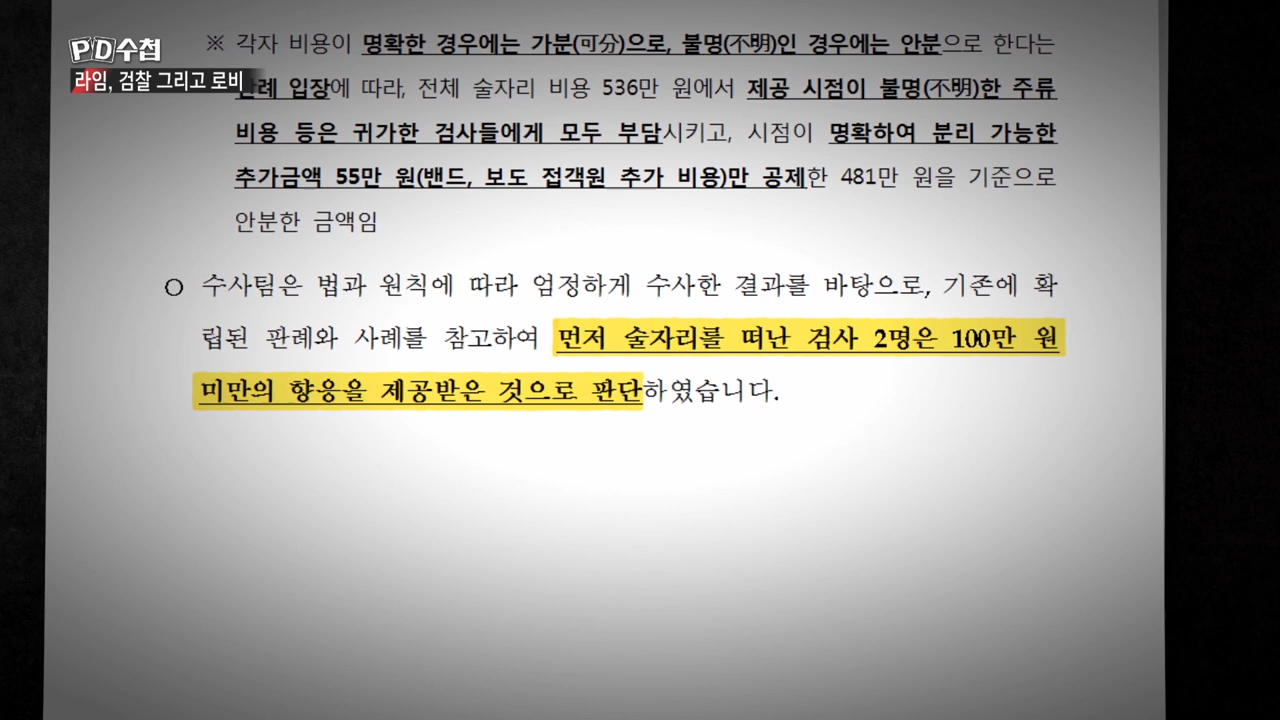 PD수첩
라임, 검찰 그리고 로비
※ 각자 비용이 명확한 경우에는 가분(可分)으로, 불명(不明)인 경우에는 안분으로 한다는
입장에 따라, 전체 술자리 비용 536만 원에서 제공 시점이 불명(不明)한 주류
비용 등은 귀가한 검사들에게 모두 부담시키고, 시점이 명확하여 분리 가능한
추가금액 55만 원(밴드, 보도 접객원 추가 비용)만 공제한 481만 원을 기준으로
안분한 금액임
○ 수사팀은 법과 원칙에 따라 엄정하게 수사한 결과를 바탕으로, 기존에 확
립된 판례와 사례를 참고하여 먼저 술자리를 떠난 검사 2명은 100만 원
미만의 향응을 제공받은 것으로 판단하였습니다.